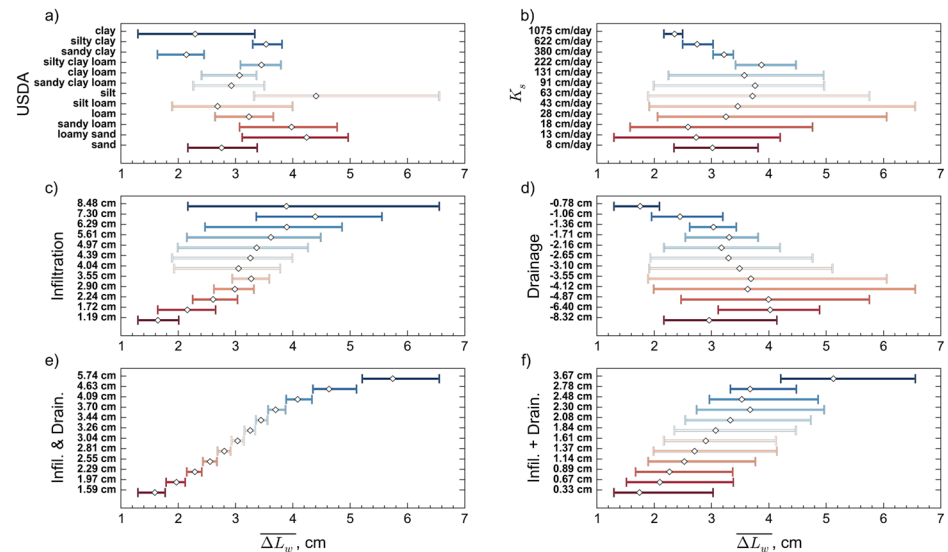 a)
USDA
clay
silty clay
sandy clay
silty clay loam
clay loam
sandy clay loam
silt
silt loam
loam
sandy loam
loamy sand
sand
1 2 3 4 5 6 7
b)
K_s
1075 cm/day
622 cm/day
380 cm/day
222 cm/day
131 cm/day
91 cm/day
63 cm/day
43 cm/day
28 cm/day
18 cm/day
13 cm/day
8 cm/day
1 2 3 4 5 6 7
c)
Infiltration
8.48 cm
7.30 cm
6.29 cm
5.61 cm
4.97 cm
4.39 cm
4.04 cm
3.55 cm
2.90 cm
2.24 cm
1.72 cm
1.19 cm
1 2 3 4 5 6 7
d)
Drainage
-0.78 cm
-1.06 cm
-1.36 cm
-1.71 cm
-2.16 cm
-2.65 cm
-3.10 cm
-3.55 cm
-4.12 cm
-4.87 cm
-6.40 cm
-8.32 cm
1 2 3 4 5 6 7
e)
Infil. & Drain.
5.74 cm
4.63 cm
4.09 cm
3.70 cm
3.44 cm
3.26 cm
3.04 cm
2.81 cm
2.55 cm
2.29 cm
1.97 cm
1.59 cm
1 2 3 4 5 6 7
ΔL_w, cm
f)
Infil. + Drain.
3.67 cm
2.78 cm
2.48 cm
2.30 cm
2.08 cm
1.84 cm
1.61 cm
1.37 cm
1.14 cm
0.89 cm
0.67 cm
0.33 cm
1 2 3 4 5 6 7
ΔL_w, cm